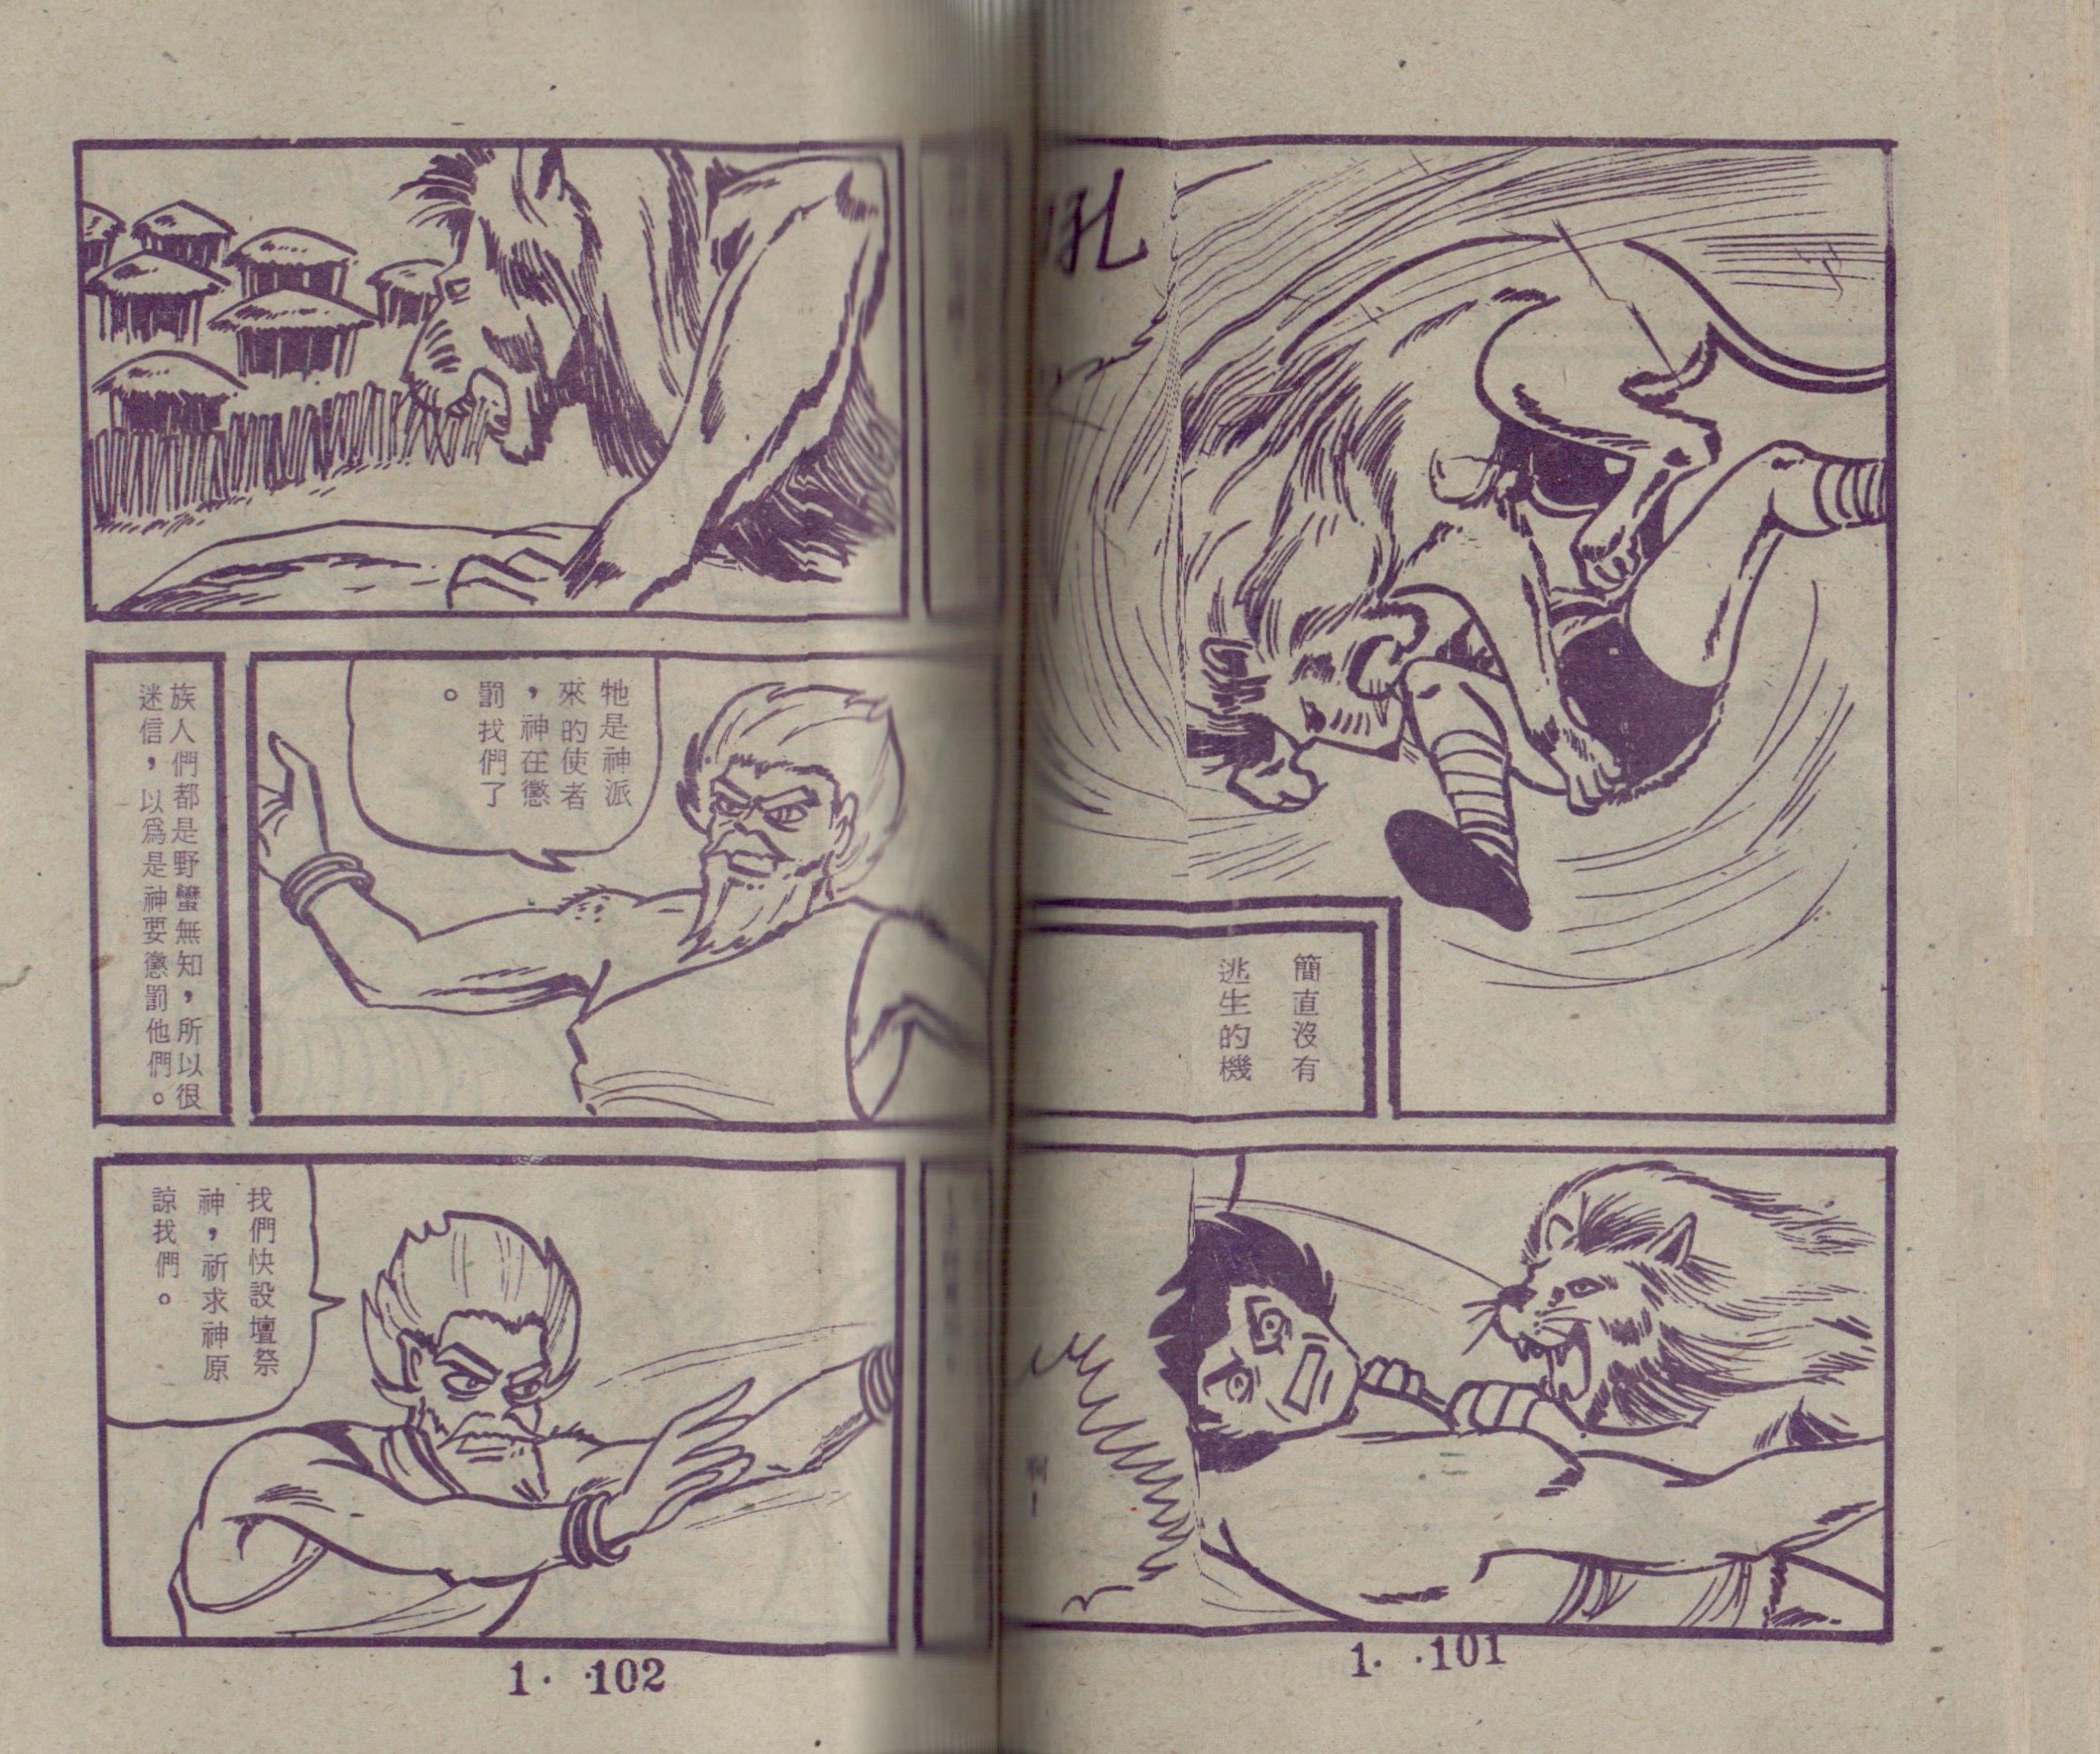 吼
簡直沒有
逃生的機
啊！
1··101
牠是神派
來的使者
，神在懲
罰找們了
。
族人們都是野蠻無知，所以很
迷信，以爲是神要懲罰他們。
找們快設壇祭
神，祈求神原
諒找們。
1··102